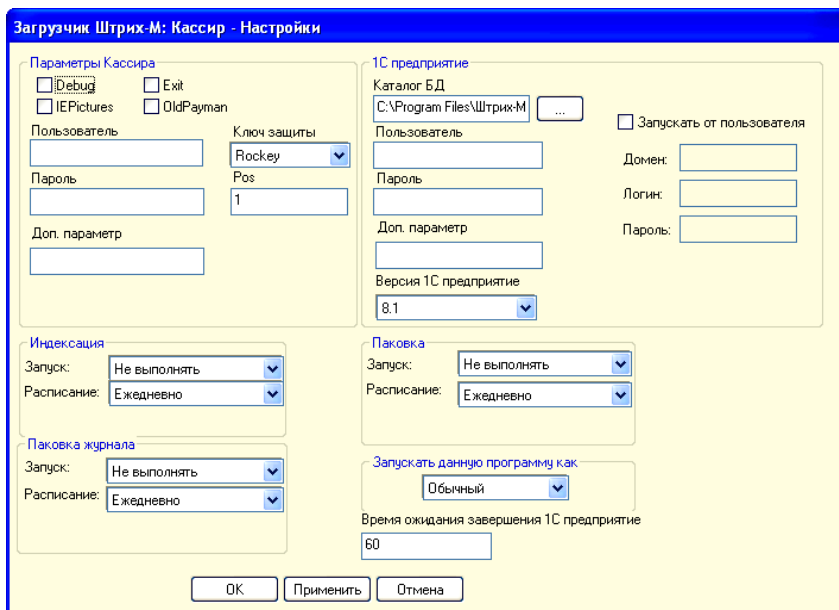 Загрузчик Штрих-М: Кассир - Настройки
Параметры Кассира
Debug
Exit
IEPictures
OldPayman
Пользователь
Ключ защиты
Rockey
Пароль
Pos
1
Доп. параметр
1С предприятие
Каталог БД
C:\Program Files\Штрих-М
...
Пользователь
Пароль
Доп. параметр
Версия 1С предприятие
8.1
Запускать от пользователя
Домен:
Логин:
Пароль:
Индексация
Запуск: Не выполнять
Расписание: Ежедневно
Паковка
Запуск: Не выполнять
Расписание: Ежедневно
Паковка журнала
Запуск: Не выполнять
Расписание: Ежедневно
Запускать данную программу как
Обычный
Время ожидания завершения 1С предприятие
60
OK
Применить
Отмена